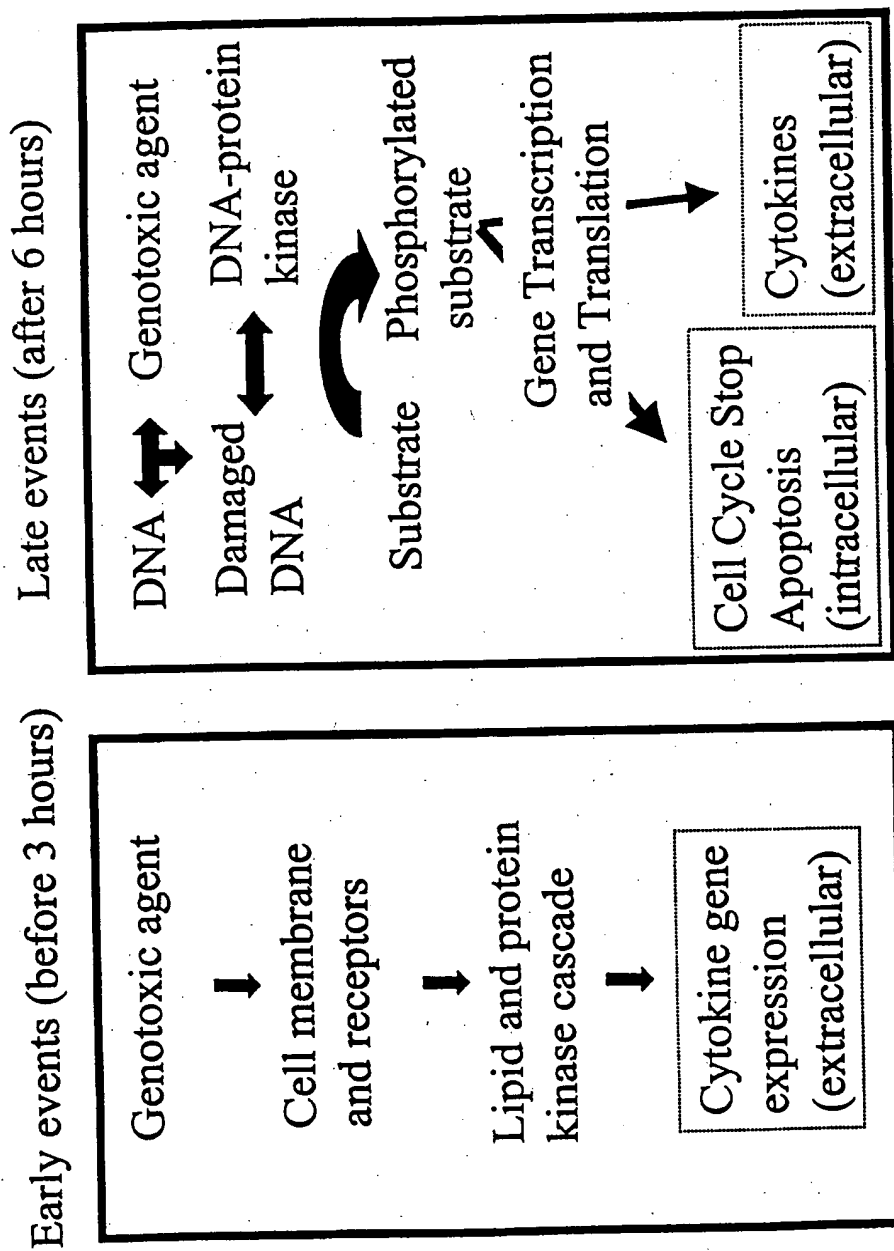 Early events (before 3 hours)
Genotoxic agent
Cell membrane
and receptors
Lipid and protein
kinase cascade
Cytokine gene
expression
(extracellular)
Late events (after 6 hours)
DNA
Genotoxic agent
Damaged
DNA
DNA-protein
kinase
Substrate
Phosphorylated
substrate
Gene Transcription
and Translation
Cell Cycle Stop
Apoptosis
(intracellular)
Cytokines
(extracellular)